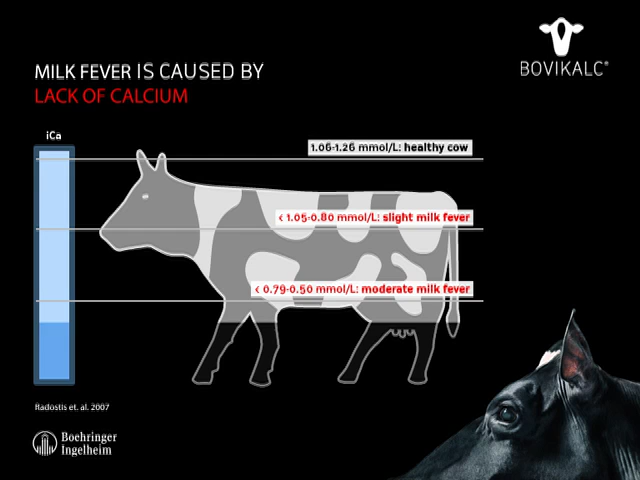 MILK FEVER IS CAUSED BY
LACK OF CALCIUM
BOVIKALC®
iCa
1.06-1.26 mmol/L: healthy cow
< 1.05-0.80 mmol/L: slight milk fever
< 0.79-0.50 mmol/L: moderate milk fever
Radostis et. al. 2007
Boehringer
Ingelheim